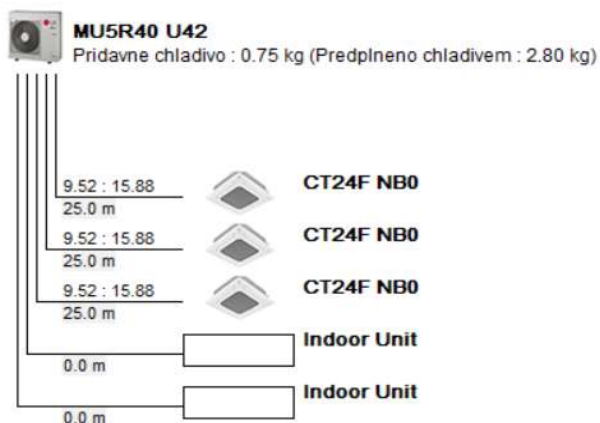 MU5R40 U42
Pridavne chladivo : 0.75 kg (Predplneno chladivem : 2.80 kg)
9.52 : 15.88
CT24F NB0
25.0 m
9.52 : 15.88
CT24F NB0
25.0 m
9.52 : 15.88
CT24F NB0
25.0 m
Indoor Unit
0.0 m
Indoor Unit
0.0 m